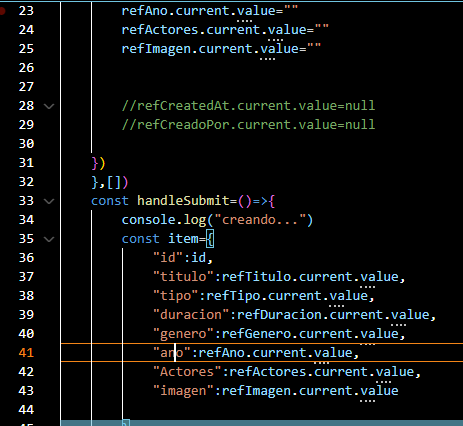 23 refAno.current.value=""
24 refActores.current.value=""
25 refImagen.current.value=""
26
27
28 //refCreatedAt.current.value=null
29 //refCreadoPor.current.value=null
30
31 })
32 },[])
33 const handleSubmit=()=>{
34 console.log("creando...")
35 const item={
36 "id":id,
37 "titulo":refTitulo.current.value,
38 "tipo":refTipo.current.value,
39 "duracion":refDuracion.current.value,
40 "genero":refGenero.current.value,
41 "ano":refAno.current.value,
42 "Actores":refActores.current.value,
43 "imagen":refImagen.current.value
44